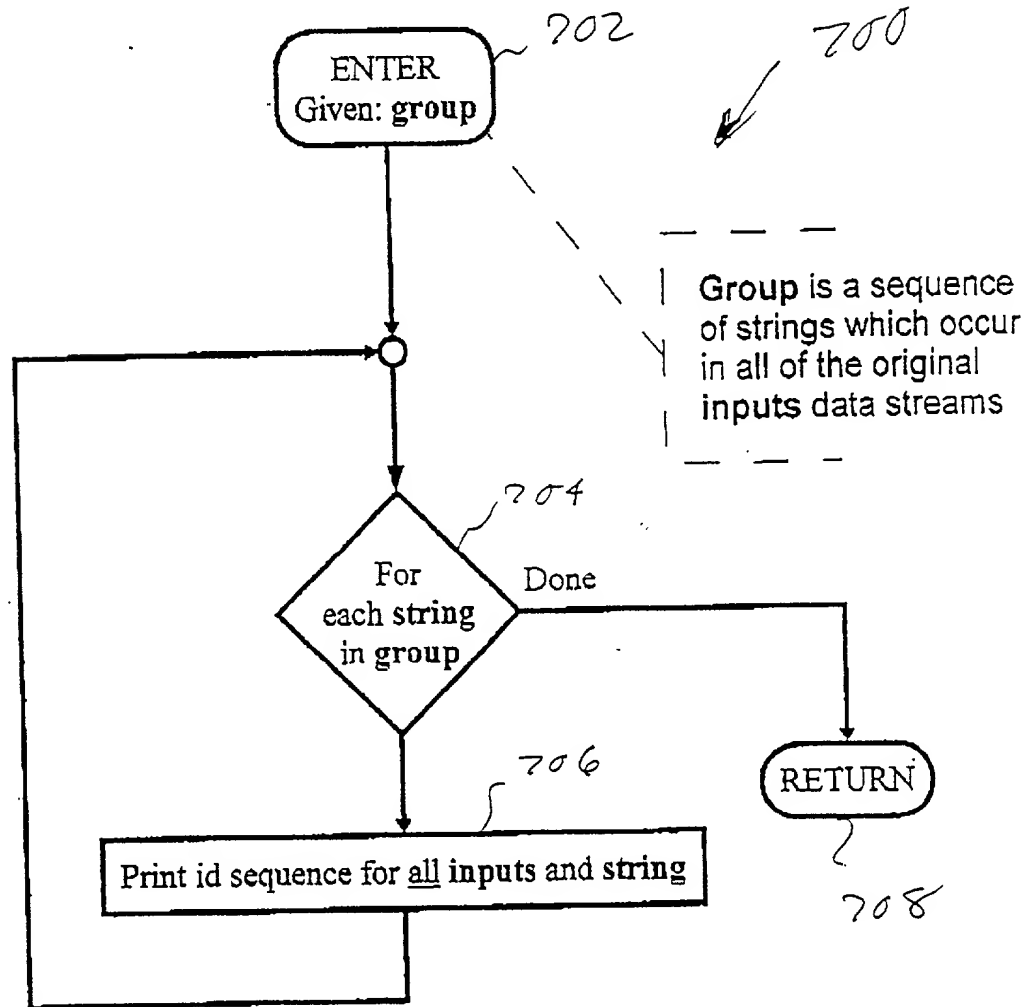 702
700
ENTER
Given: group
Group is a sequence
of strings which occur
in all of the original
inputs data streams
704
For
each string
in group
Done
706
RETURN
Print id sequence for all inputs and string
708